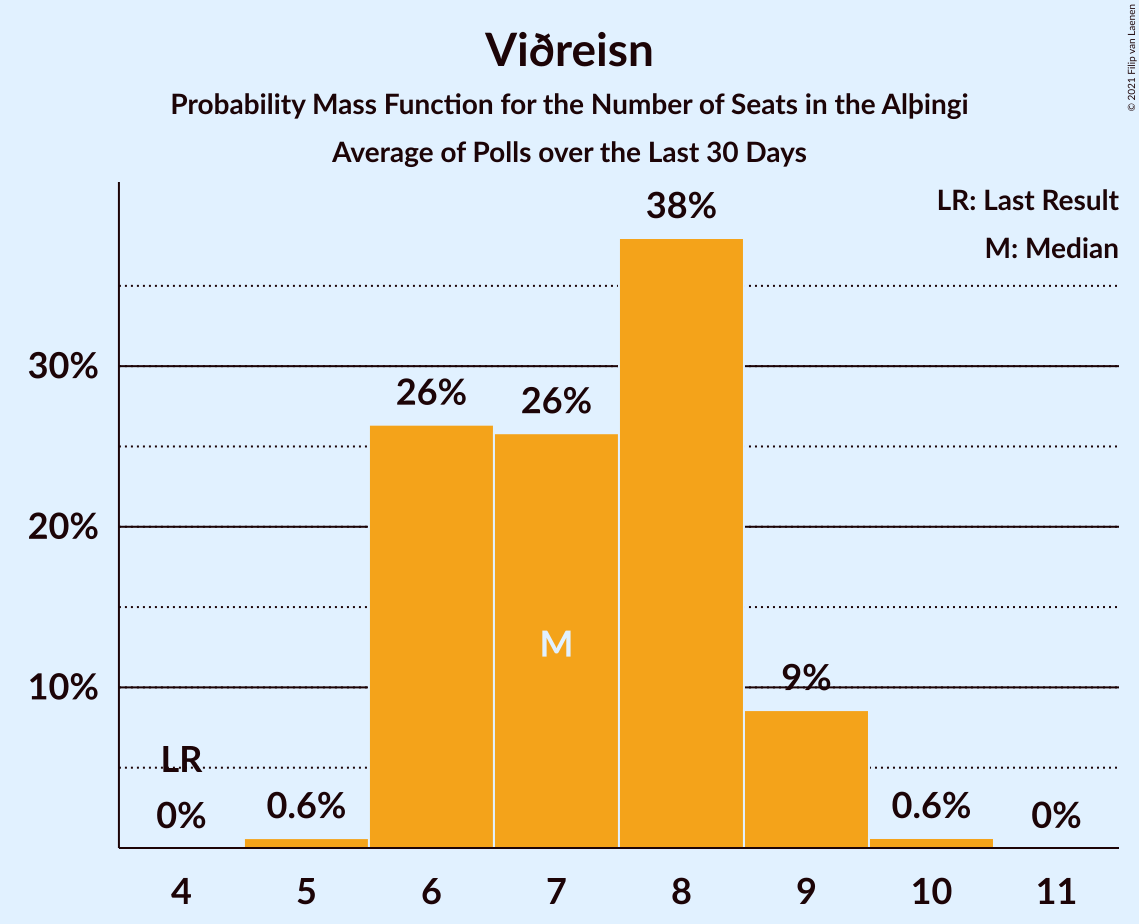 Viðreisn
Probability Mass Function for the Number of Seats in the Alþingi
Average of Polls over the Last 30 Days
© 2021 Filip van Laenen
LR: Last Result
M: Median
38%
30%
26%
26%
20%
M
10%
9%
LR
0%
0.6%
0.6%
0%
4 5 6 7 8 9 10 11